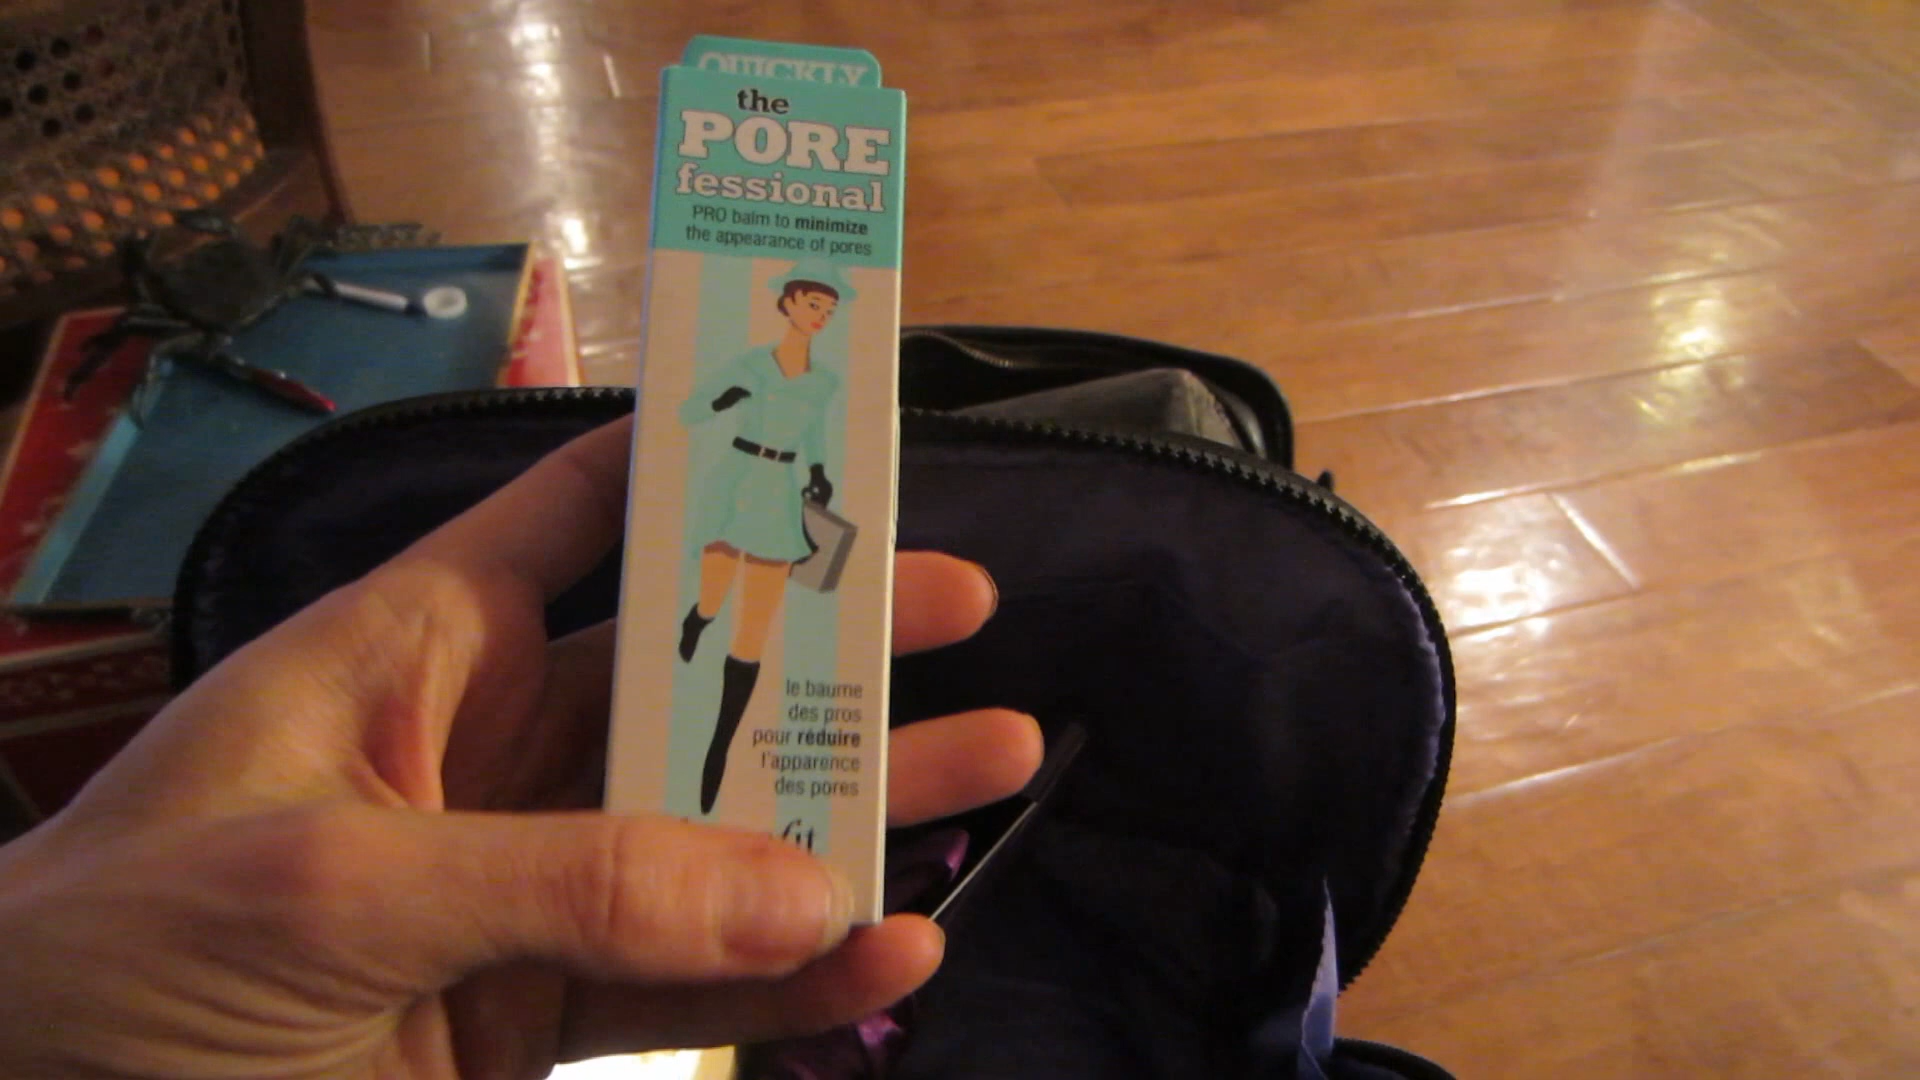 QUICKLY
the
PORE
fessional
PRO balm to minimize
the appearance of pores
le baume
des pros
pour réduire
l'apparence
des pores